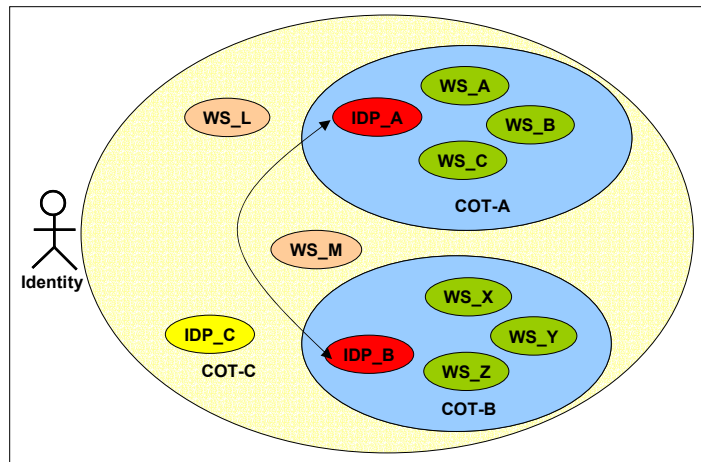 WS_A
WS_L
IDP_A
WS_B
WS_C
COT-A
WS_M
Identity
WS_X
IDP_C
WS_Y
IDP_B
COT-C
WS_Z
COT-B